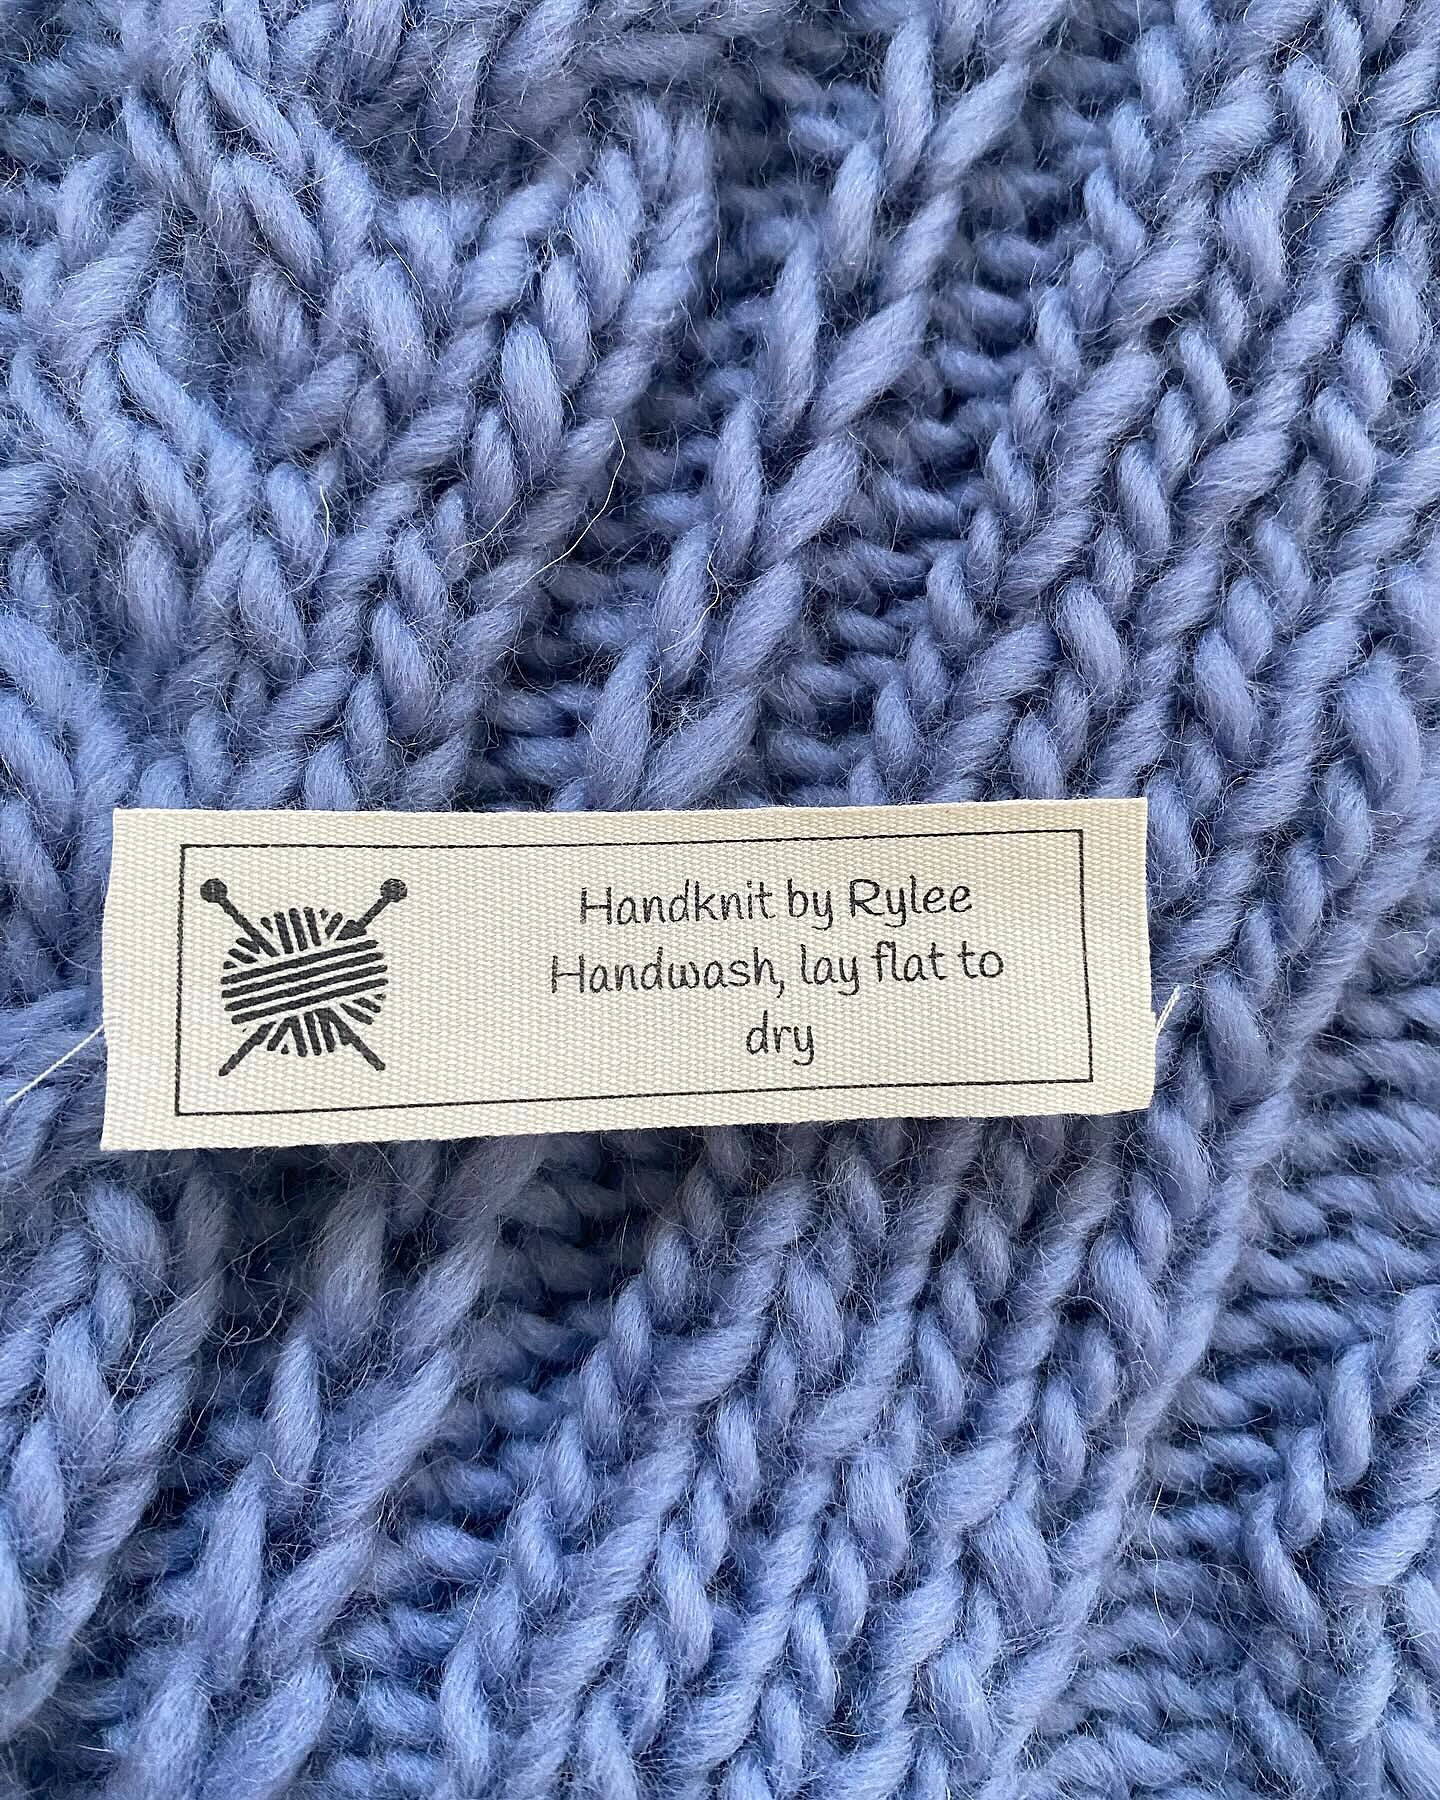 Handknit by Rylee
Handwash, lay flat to
dry